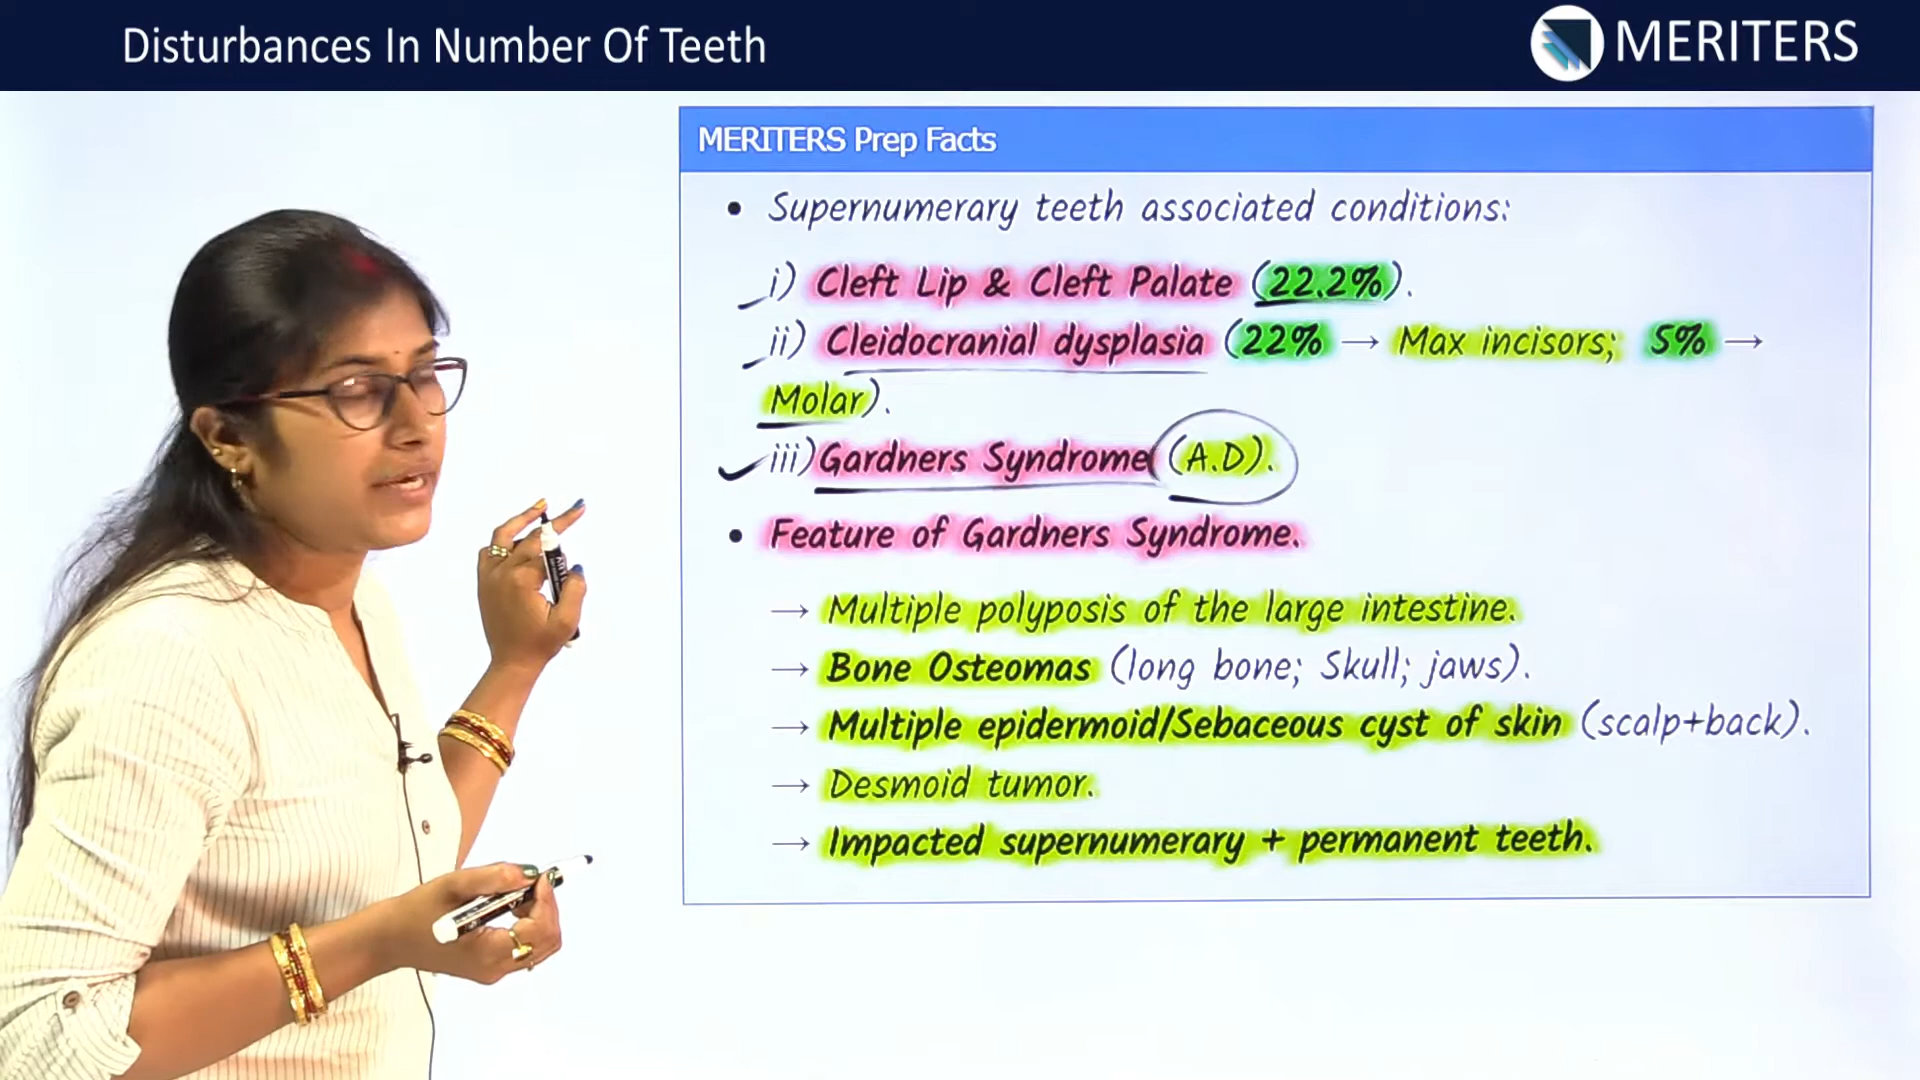 Disturbances In Number Of Teeth
MERITERS
MERITERS Prep Facts
• Supernumerary teeth associated conditions:
i) Cleft Lip & Cleft Palate (22.2%).
ii) Cleidocranial dysplasia (22% → Max incisors; 5% →
Molar).
iii) Gardners Syndrome (A.D).
• Feature of Gardners Syndrome.
→ Multiple polyposis of the large intestine.
→ Bone Osteomas (long bone; Skull; jaws).
→ Multiple epidermoid/Sebaceous cyst of skin (scalp+back).
→ Desmoid tumor.
→ Impacted supernumerary + permanent teeth.